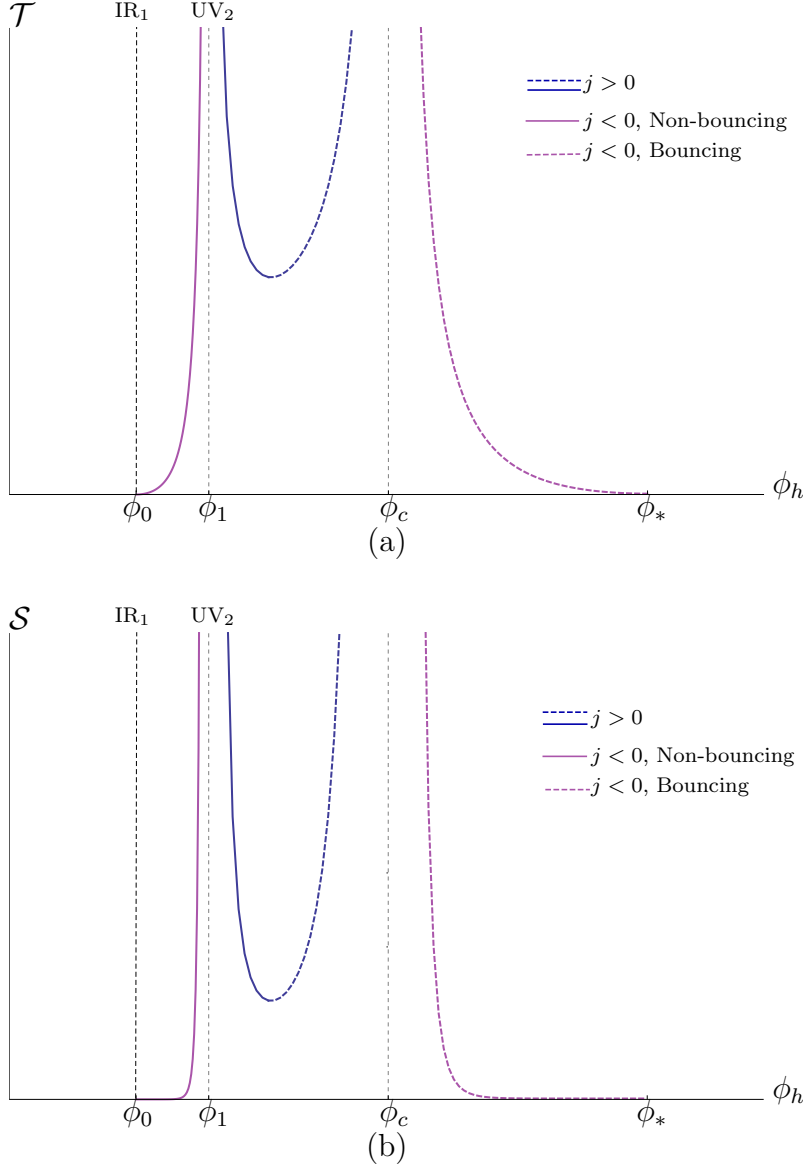 𝒯 IR₁ UV₂
j > 0
j < 0, Non-bouncing
j < 0, Bouncing
ϕ₀ ϕ₁ ϕ_c ϕ_* ϕ_h
(a)
𝒮 IR₁ UV₂
j > 0
j < 0, Non-bouncing
j < 0, Bouncing
ϕ₀ ϕ₁ ϕ_c ϕ_* ϕ_h
(b)